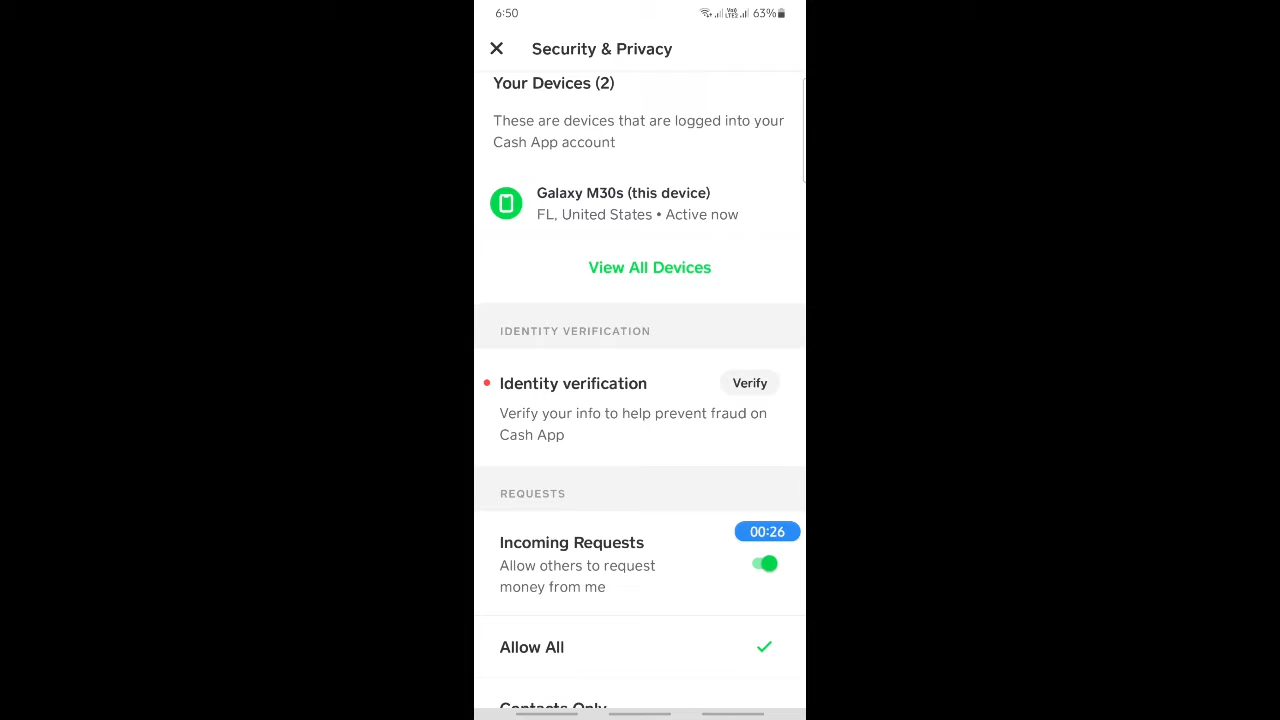 6:50
63%
Security & Privacy
Your Devices (2)
These are devices that are logged into your
Cash App account
Galaxy M30s (this device)
FL, United States • Active now
View All Devices
IDENTITY VERIFICATION
Identity verification
Verify
Verify your info to help prevent fraud on
Cash App
REQUESTS
00:26
Incoming Requests
Allow others to request
money from me
Allow All
Contacts Only